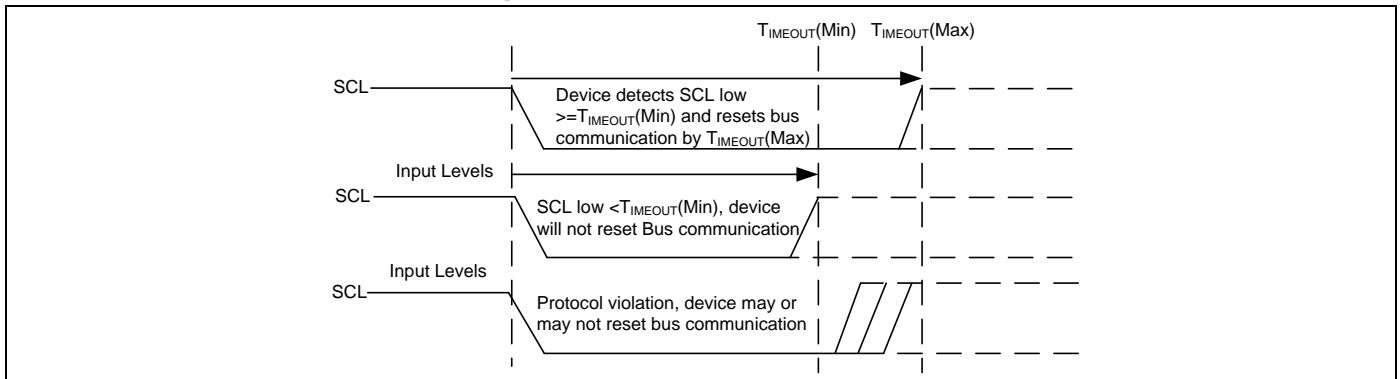 TIMEOUT(Min) TIMEOUT(Max)
SCL
Device detects SCL low
>=TIMEOUT(Min) and resets bus
communication by TIMEOUT(Max)
Input Levels
SCL
SCL low <TIMEOUT(Min), device
will not reset Bus communication
Input Levels
SCL
Protocol violation, device may or
may not reset bus communication